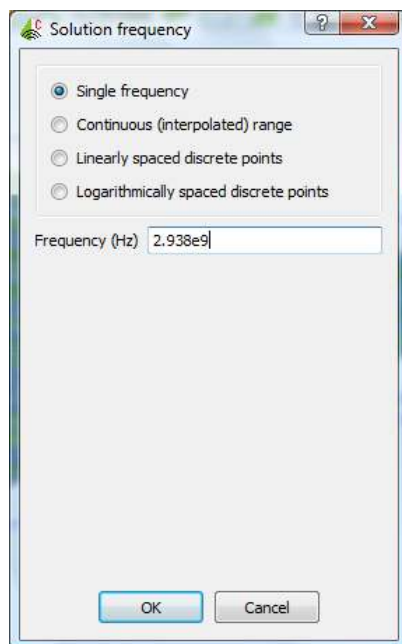 Solution frequency
Single frequency
Continuous (interpolated) range
Linearly spaced discrete points
Logarithmically spaced discrete points
Frequency (Hz) 2.938e9
OK Cancel